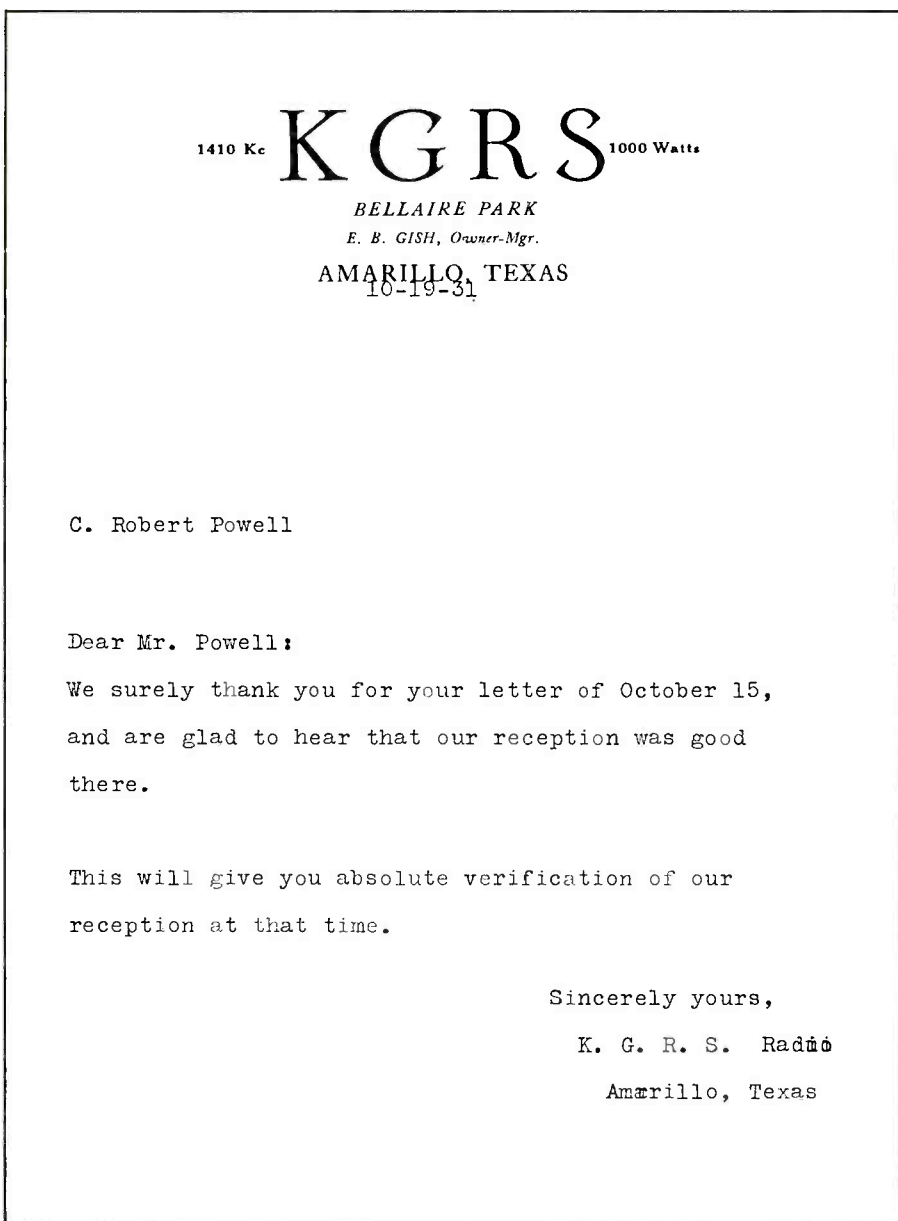 1410 Kc KGRS 1000 Watts
BELLAIRE PARK
E. B. GISH, Owner-Mgr.
AMARILLO, TEXAS
10-19-31
C. Robert Powell
Dear Mr. Powell:
We surely thank you for your letter of October 15,
and are glad to hear that our reception was good
there.
This will give you absolute verification of our
reception at that time.
Sincerely yours,
K. G. R. S. Radio
Amarillo, Texas